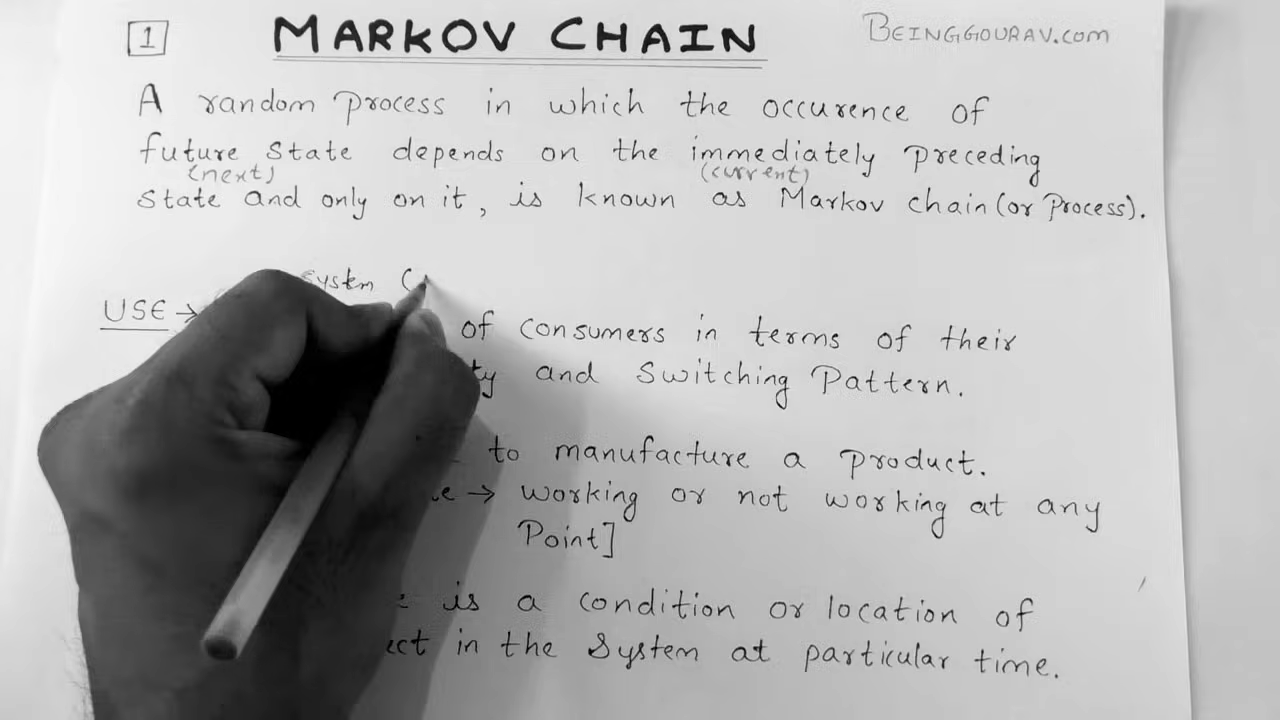 1
MARKOV CHAIN
BEINGGOURAV.com
A random process in which the occurence of
future state depends on the immediately preceding
(next) (current)
State and only on it, is known as Markov chain (or Process).
system (
USE →
of consumers in terms of their
and Switching Pattern.
to manufacture a product.
→ working or not working at any
Point]
is a condition or location of
in the System at particular time.